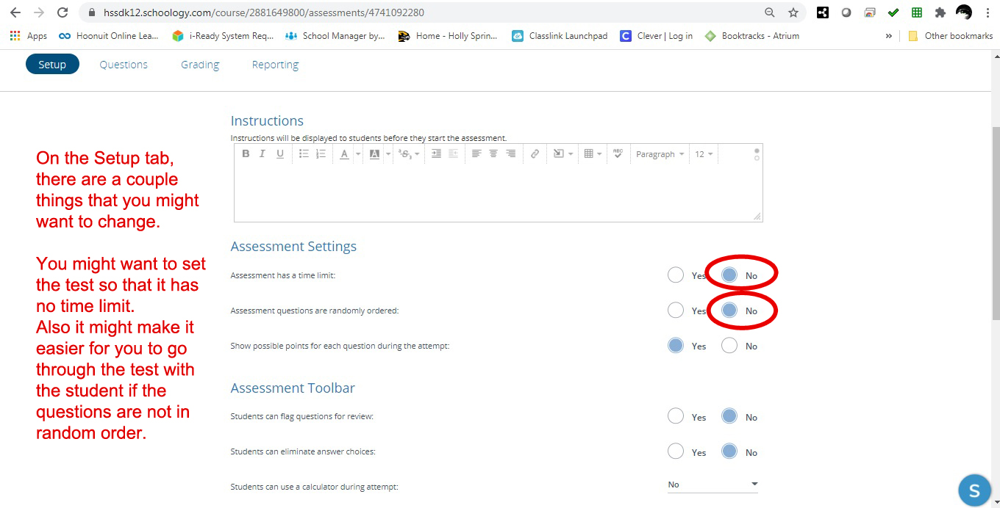 hssdk12.schoology.com/course/2881649800/assessments/4741092280
Apps Hoonuit Online Lea... i-Ready System Req... School Manager by... Home - Holly Sprin... Classlink Launchpad C Clever | Log in Booktracks - Atrium » Other bookmarks
Setup Questions Grading Reporting
Instructions
Instructions will be displayed to students before they start the assessment.
B I U A A Paragraph 12
ABC
On the Setup tab,
there are a couple
things that you might
want to change.
You might want to set
the test so that it has
no time limit.
Also it might make it
easier for you to go
through the test with
the student if the
questions are not in
random order.
Assessment Settings
Assessment has a time limit: Yes No
Assessment questions are randomly ordered: Yes No
Show possible points for each question during the attempt: Yes No
Assessment Toolbar
Students can flag questions for review: Yes No
Students can eliminate answer choices: Yes No
Students can use a calculator during attempt: No
S